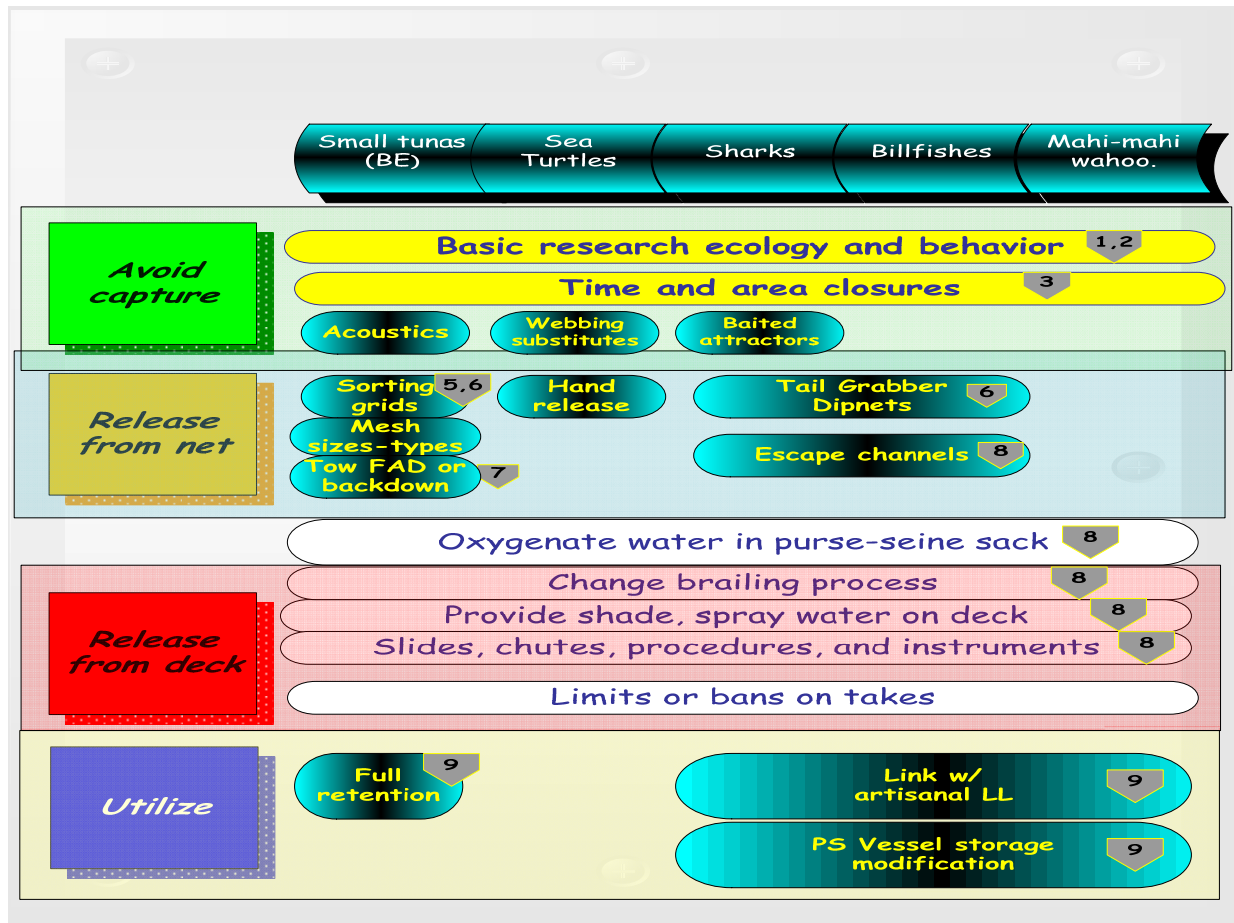 Small tunas
(BE)
Sea
Turtles
Sharks
Billfishes
Mahi-mahi
wahoo.
Avoid
capture
Basic research ecology and behavior 1,2
Time and area closures 3
Acoustics
Webbing
substitutes
Baited
attractors
Release
from net
Sorting
grids
5,6
Hand
release
Tail Grabber
Dipnets
6
Mesh
sizes-types
Tow FAD or
backdown
7
Escape channels 8
Oxygenate water in purse-seine sack 8
Release
from deck
Change brailing process 8
Provide shade, spray water on deck 8
Slides, chutes, procedures, and instruments 8
Limits or bans on takes
Utilize
Full
retention
9
Link w/
artisanal LL
9
PS Vessel storage
modification
9